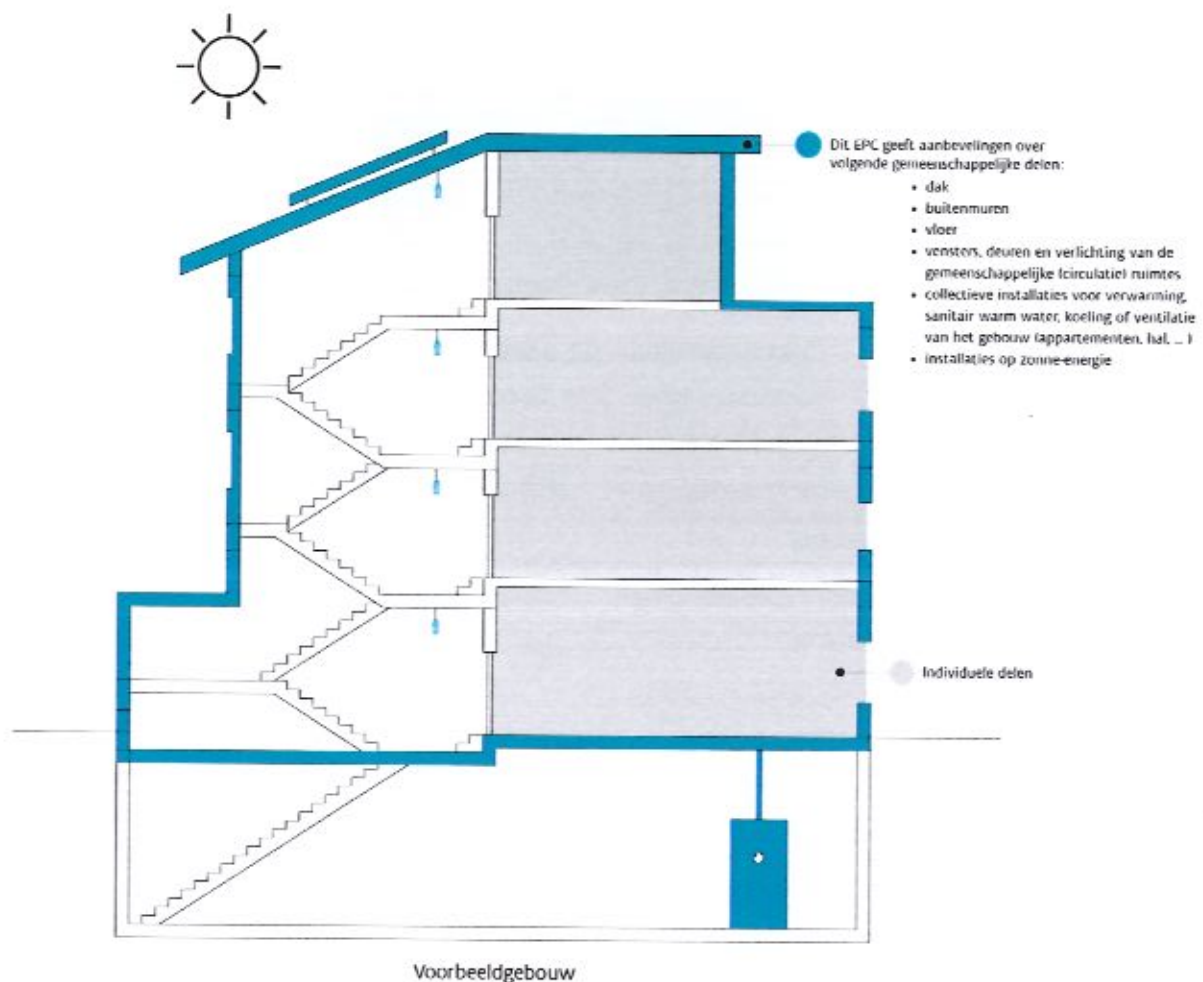 Dit EPC geeft aanbevelingen over
volgende gemeenschappelijke delen:
• dak
• buitenmuren
• vloer
• vensters, deuren en verlichting van de
gemeenschappelijke (circulatie) ruimtes
• collectieve installaties voor verwarming,
sanitair warm water, koeling of ventilatie
van het gebouw (appartementen, hal, ...)
• installaties op zonne-energie
Individuele delen
Voorbeeldgebouw